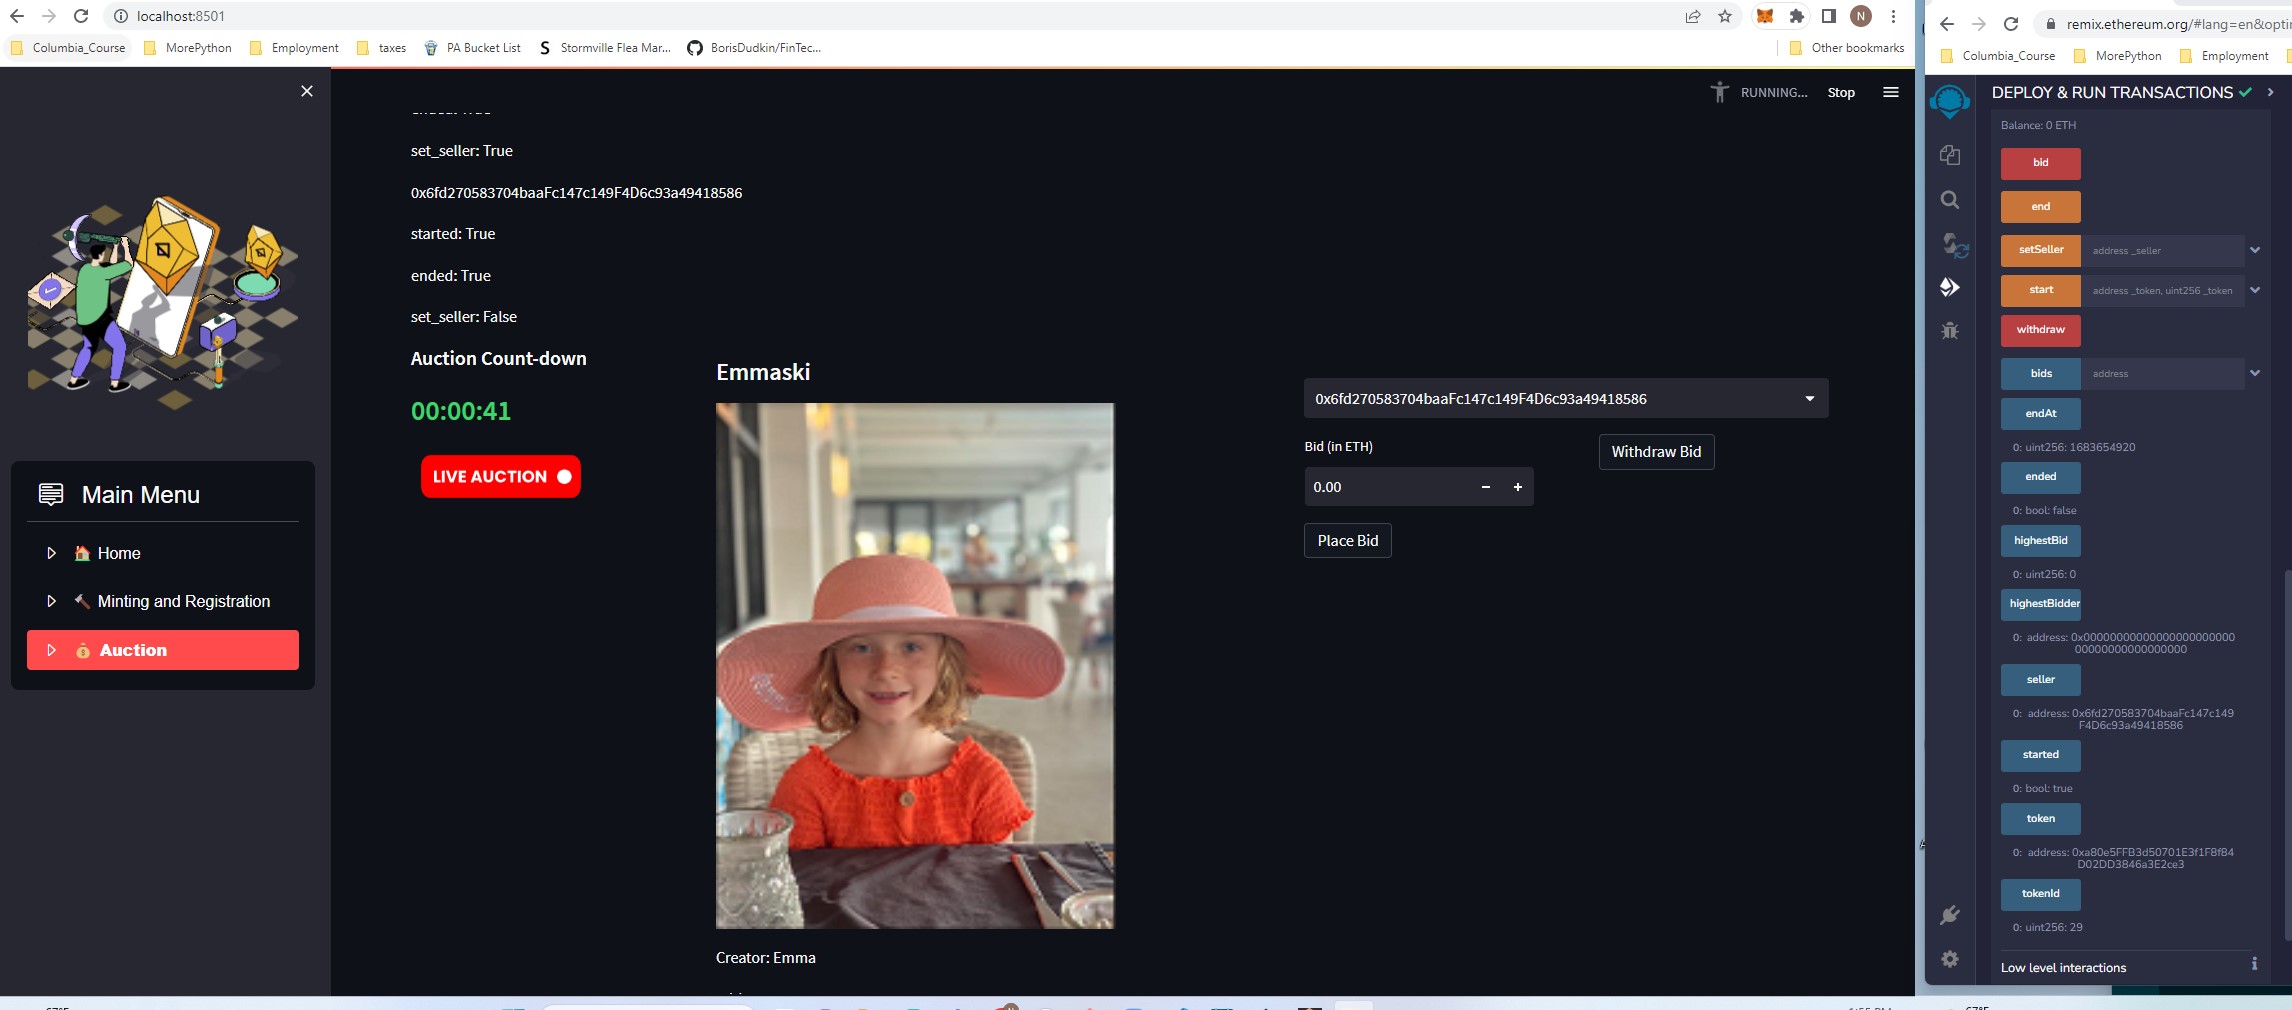 localhost:8501
N
Columbia_Course
MorePython
Employment
taxes
PA Bucket List
S
Stormville Flea Mar...
BorisDudkin/FinTec...
Other bookmarks
RUNNING...
Stop
set_seller: True
0x6fd270583704baaFc147c149F4D6c93a49418586
started: True
ended: True
set_seller: False
Auction Count-down
00:00:41
LIVE AUCTION
Main Menu
Home
Minting and Registration
Auction
Emmaski
Creator: Emma
0x6fd270583704baaFc147c149F4D6c93a49418586
Bid (in ETH)
0.00
Withdraw Bid
Place Bid
remix.ethereum.org/#lang=en&opti
Columbia_Course
MorePython
Employment
DEPLOY & RUN TRANSACTIONS
Balance: 0 ETH
bid
end
setSeller
address _seller
start
address _token, uint256 _token
withdraw
bids
address
endAt
0: uint256: 1683654920
ended
0: bool: false
highestBid
0: uint256: 0
highestBidder
0: address: 0x00000000000000000000000
00000000000000000
seller
0: address: 0x6fd270583704baaFc147c149
F4D6c93a49418586
started
0: bool: true
token
0: address: 0xa80e5FFB3d50701E3f1F8f84
D02DD3846a3E2ce3
tokenId
0: uint256: 29
Low level interactions